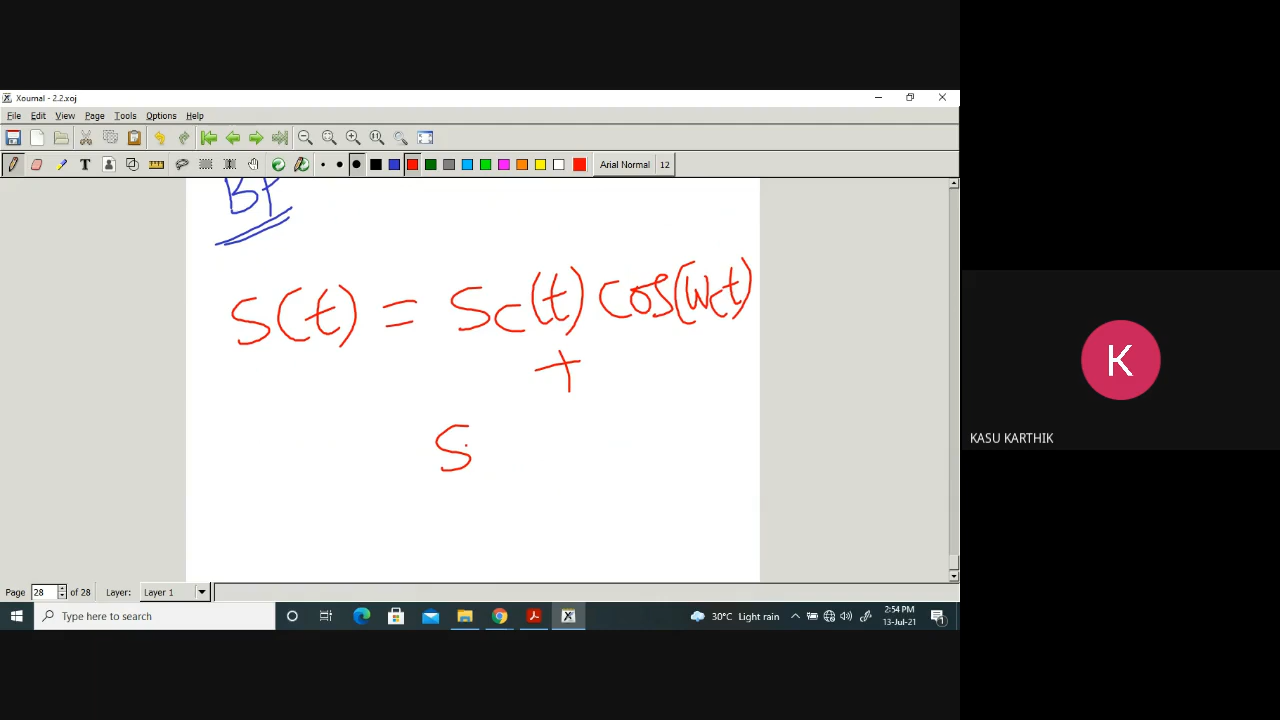 Xournal - 2.2.xoj
File Edit View Page Tools Options Help
Arial Normal 12
BP
S(t) = Sc(t) cos(Wct)
+
S
K
KASU KARTHIK
Page 28 of 28 Layer: Layer 1
Type here to search
30°C Light rain
2:54 PM
13-Jul-21
1